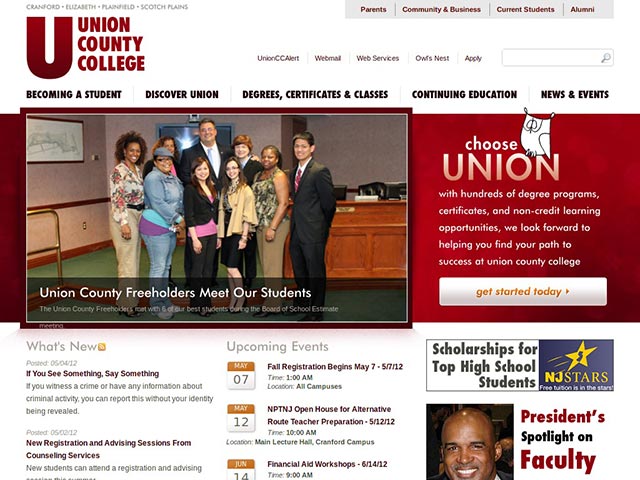 CRANFORD • ELIZABETH • PLAINFIELD • SCOTCH PLAINS
Parents
Community & Business
Current Students
Alumni
U UNION
COUNTY
COLLEGE
UnionCCAlert
Webmail
Web Services
Owl's Nest
Apply
BECOMING A STUDENT
DISCOVER UNION
DEGREES, CERTIFICATES & CLASSES
CONTINUING EDUCATION
NEWS & EVENTS
choose
UNION
with hundreds of degree programs,
certificates, and non-credit learning
opportunities, we look forward to
helping you find your path to
success at union county college
get started today
Union County Freeholders Meet Our Students
The Union County Freeholders met with 6 of our best students during the Board of School Estimate
meeting.
What's New
Posted: 05/04/12
If You See Something, Say Something
If you witness a crime or have any information about
criminal activity, you can report this without your identity
being revealed.
Posted: 05/02/12
New Registration and Advising Sessions From
Counseling Services
New students can attend a registration and advising
session this summer.
Upcoming Events
MAY
07
Fall Registration Begins May 7 - 5/7/12
Time: 1:00 AM
Location: All Campuses
MAY
12
NPTNJ Open House for Alternative
Route Teacher Preparation - 5/12/12
Time: 10:00 AM
Location: Main Lecture Hall, Cranford Campus
JUN
14
Financial Aid Workshops - 6/14/12
Time: 9:00 AM
Scholarships for
Top High School
Students
NJSTARS
Free tuition is in the stars!
President's
Spotlight on
Faculty